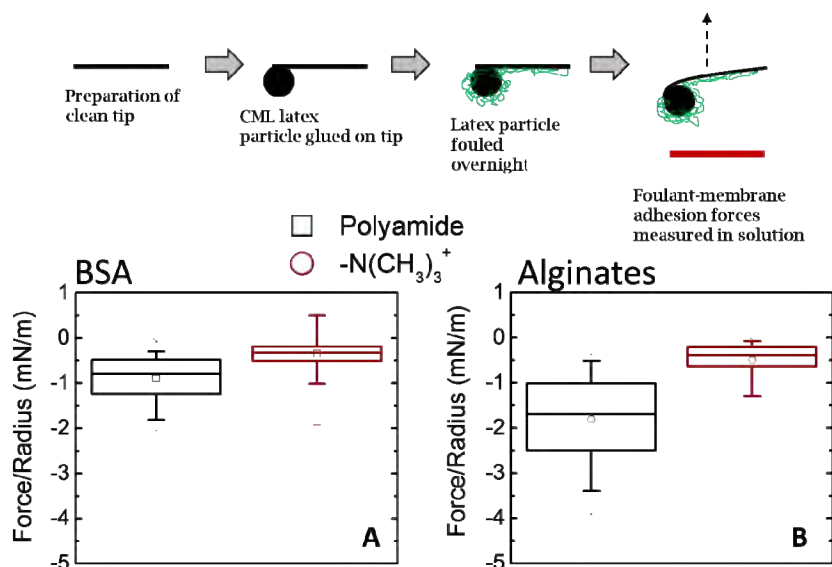 Preparation of
clean tip
CML latex
particle glued on tip
Latex particle
fouled
overnight
Foulant-membrane
adhesion forces
measured in solution
Polyamide
-N(CH₃)₃⁺
BSA
Alginates
Force/Radius (mN/m)
1
0
-1
-2
-3
-4
-5
A
Force/Radius (mN/m)
1
0
-1
-2
-3
-4
-5
B